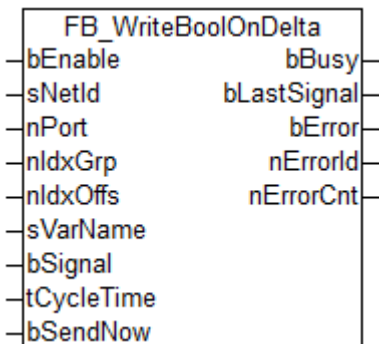 FB_WriteBoolOnDelta
bEnable bBusy
sNetId bLastSignal
nPort bError
nIdxGrp nErrorId
nIdxOffs nErrorCnt
sVarName
bSignal
tCycleTime
bSendNow